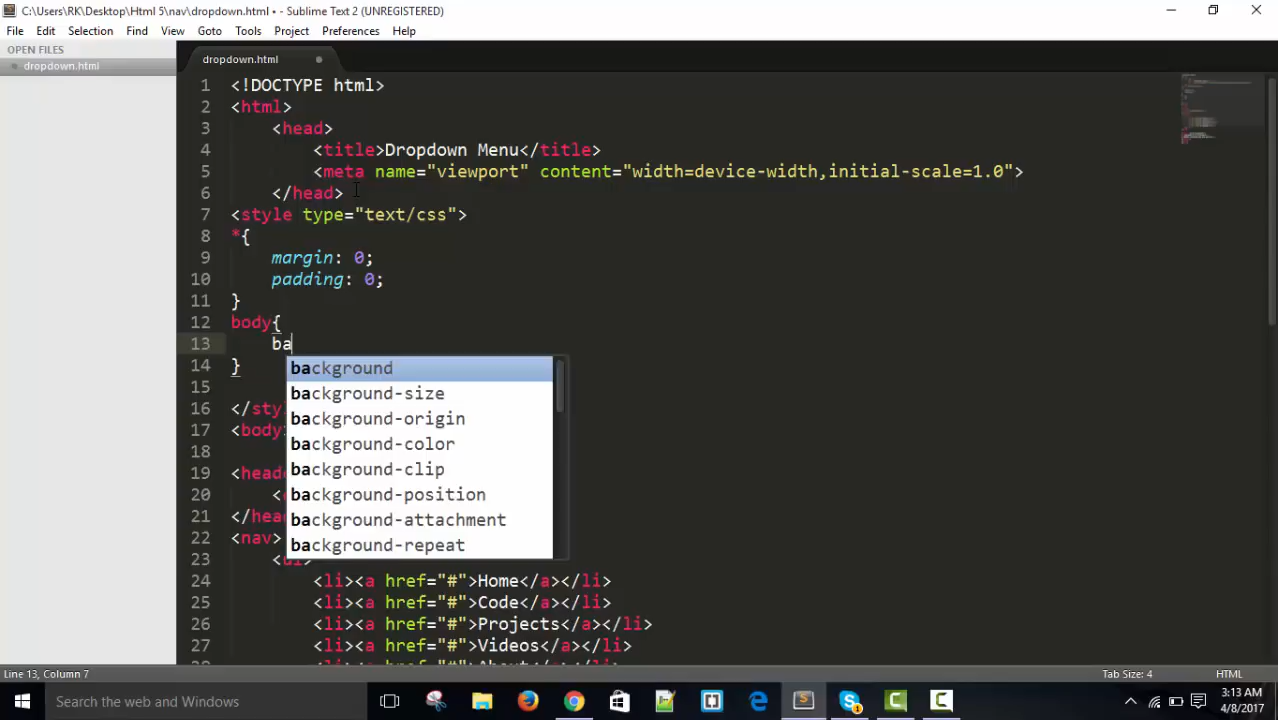 C:\Users\RK\Desktop\Html 5\nav\dropdown.html • - Sublime Text 2 (UNREGISTERED)
File Edit Selection Find View Goto Tools Project Preferences Help
OPEN FILES
dropdown.html
dropdown.html
1 <!DOCTYPE html>
2 <html>
3 <head>
4 <title>Dropdown Menu</title>
5 <meta name="viewport" content="width=device-width,initial-scale=1.0">
6 </head>
7 <style type="text/css">
8 *{
9 margin: 0;
10 padding: 0;
11 }
12 body{
13 ba
14 }
background
background-size
15
background-origin
16 </sty
17 <body
background-color
18
background-clip
19 <head
20 <
background-position
21 </hea
background-attachment
22 <nav>
background-repeat
23 <ul>
24 <li><a href="#">Home</a></li>
25 <li><a href="#">Code</a></li>
26 <li><a href="#">Projects</a></li>
27 <li><a href="#">Videos</a></li>
28 <li><a href="#">About</a></li>
Line 13, Column 7
Tab Size: 4
HTML
Search the web and Windows
3:13 AM
4/8/2017